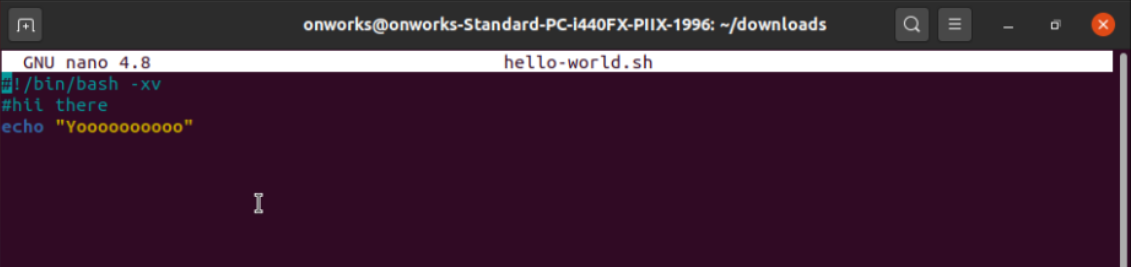 onworks@onworks-Standard-PC-i440FX-PIIX-1996: ~/downloads
GNU nano 4.8 hello-world.sh
#!/bin/bash -xv
#hii there
echo "Yoooooooooo"